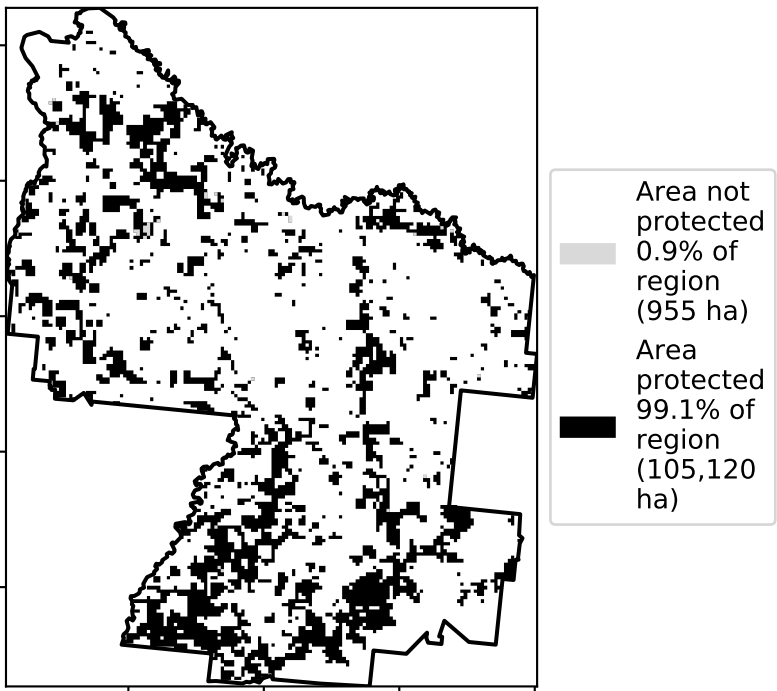 Area not
protected
0.9% of
region
(955 ha)
Area
protected
99.1% of
region
(105,120
ha)